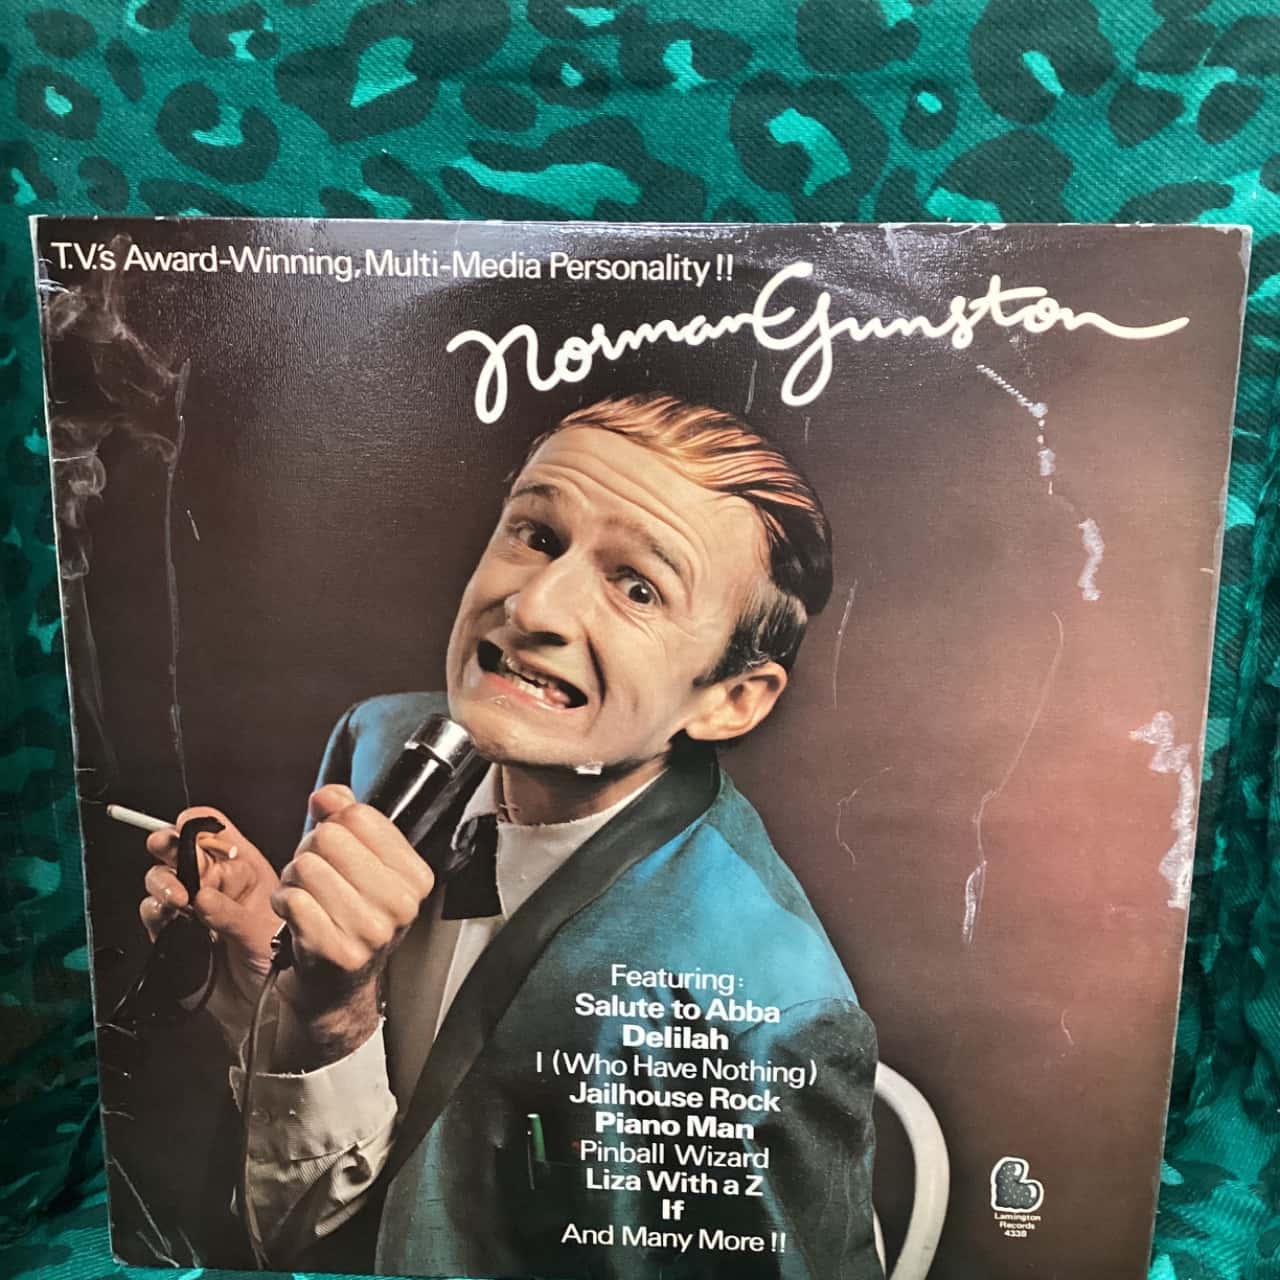 T.V.'s Award-Winning, Multi-Media Personality!!
Norman Gunston
Featuring:
Salute to Abba
Delilah
I (Who Have Nothing)
Jailhouse Rock
Piano Man
Pinball Wizard
Liza With a Z
If
And Many More!!
Lamington
Records
4338